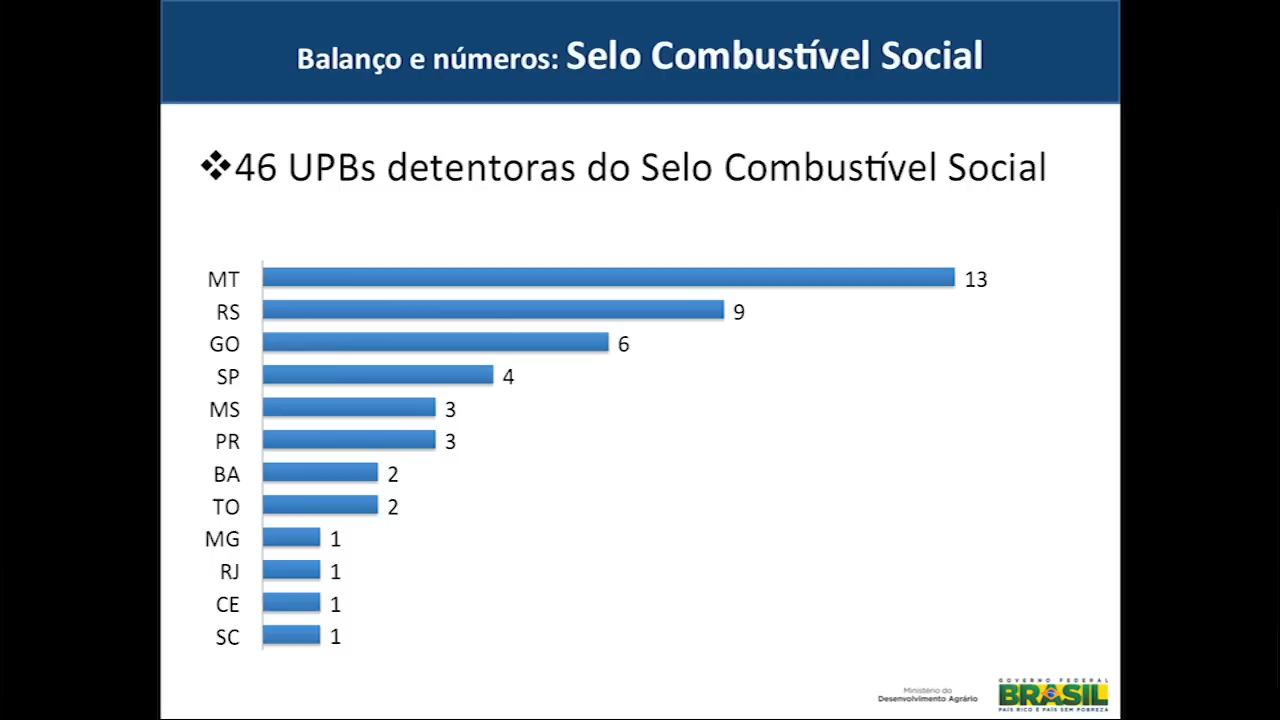 Balanço e números: Selo Combustível Social
❖46 UPBs detentoras do Selo Combustível Social
MT 13
RS 9
GO 6
SP 4
MS 3
PR 3
BA 2
TO 2
MG 1
RJ 1
CE 1
SC 1
Ministério do
Desenvolvimento Agrário
GOVERNO FEDERAL
BRASIL
PAÍS RICO É PAÍS SEM POBREZA